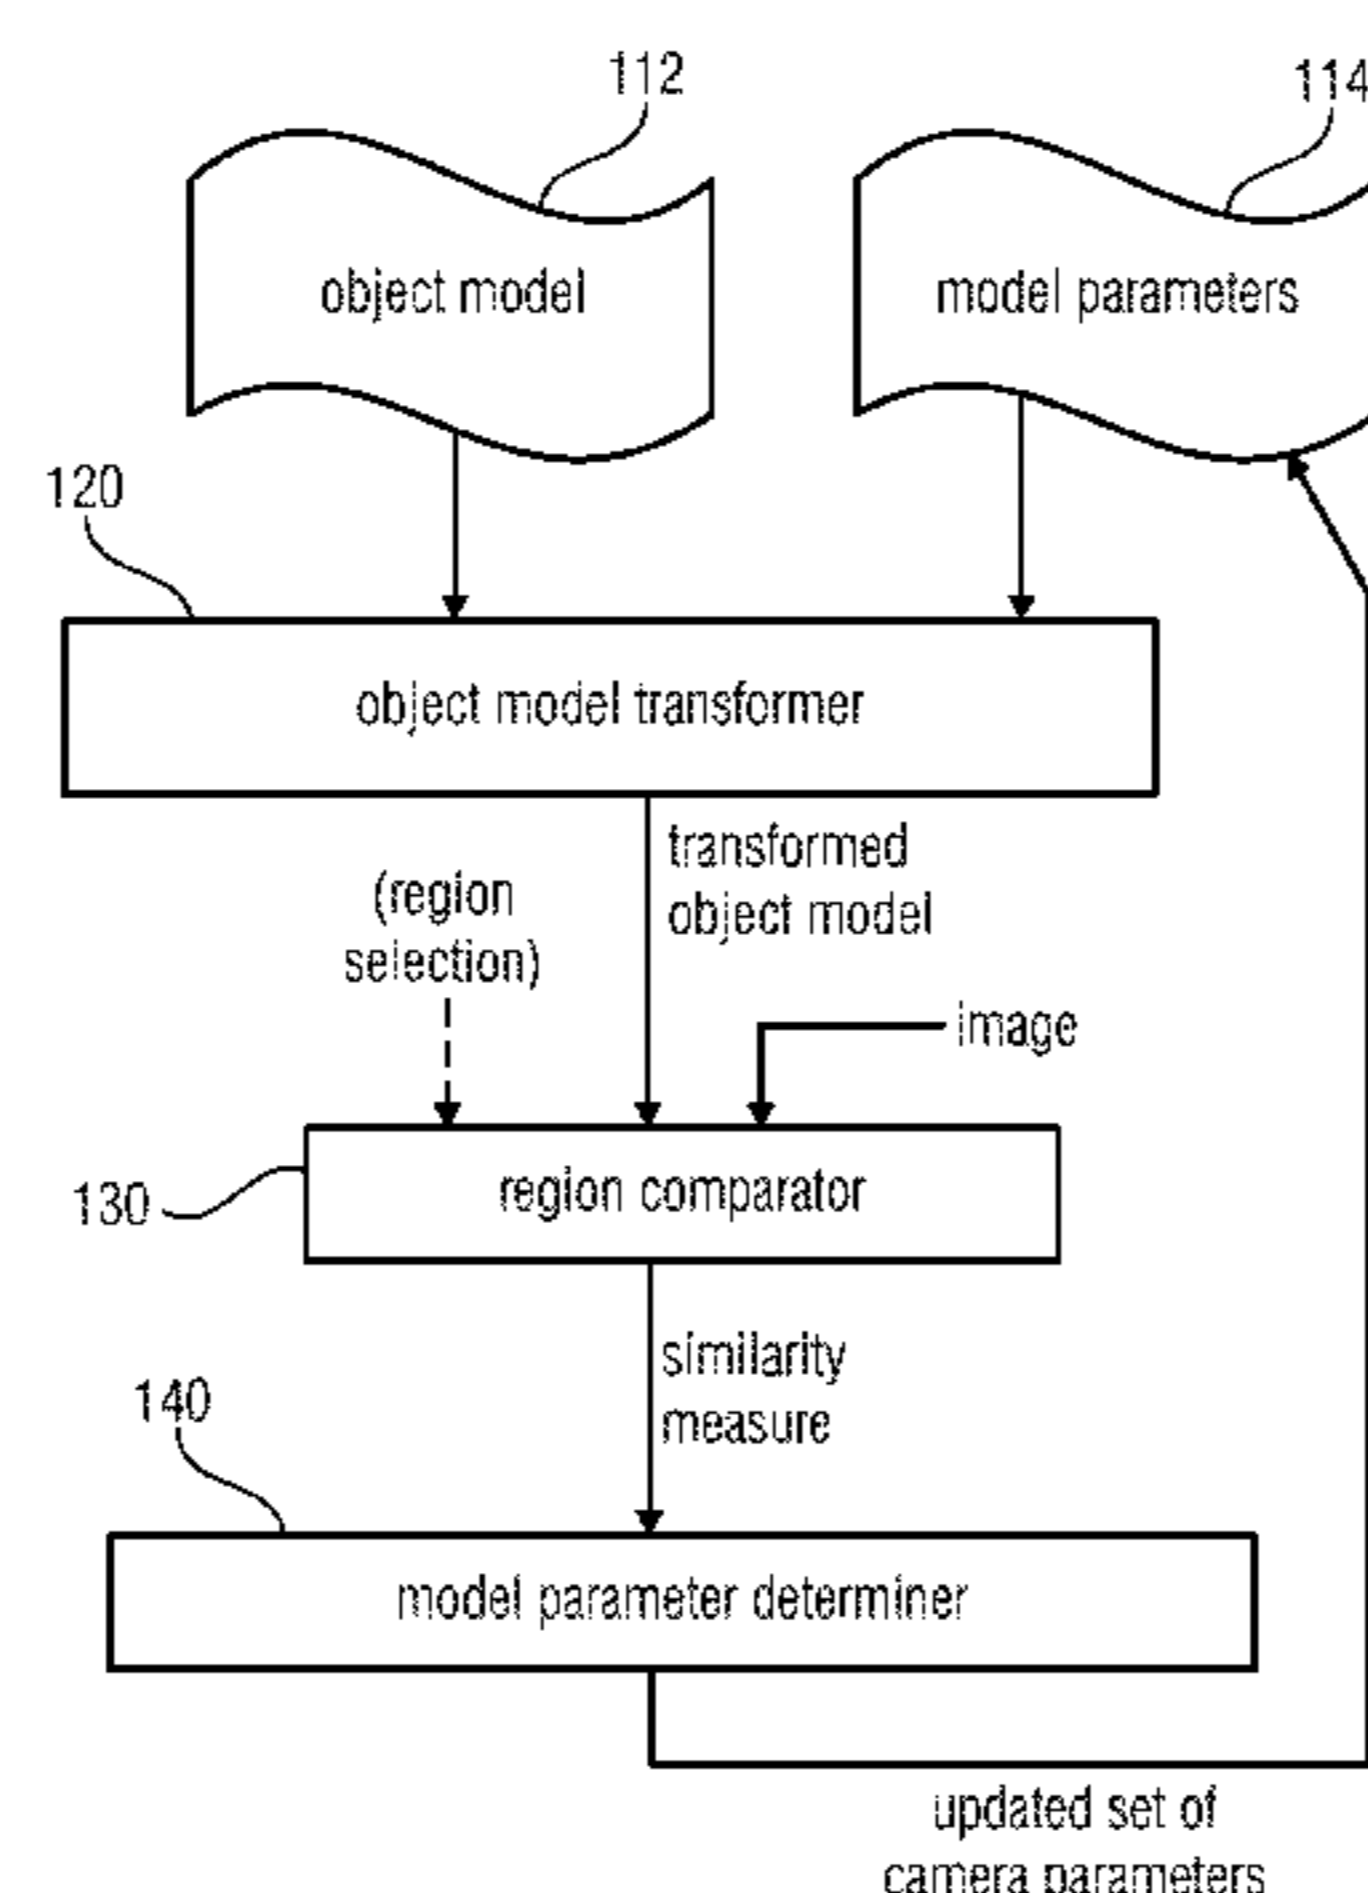 112
114
object model
model parameters
120
object model transformer
transformed
object model
(region
selection)
image
region comparator
130
similarity
measure
140
model parameter determiner
updated set of
camera parameters